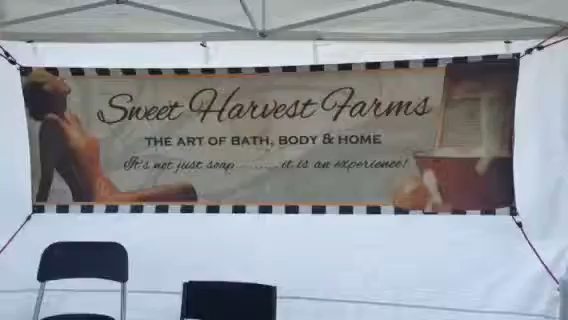 Sweet Harvest Farms
THE ART OF BATH, BODY & HOME
It's not just soap ......... it is an experience!